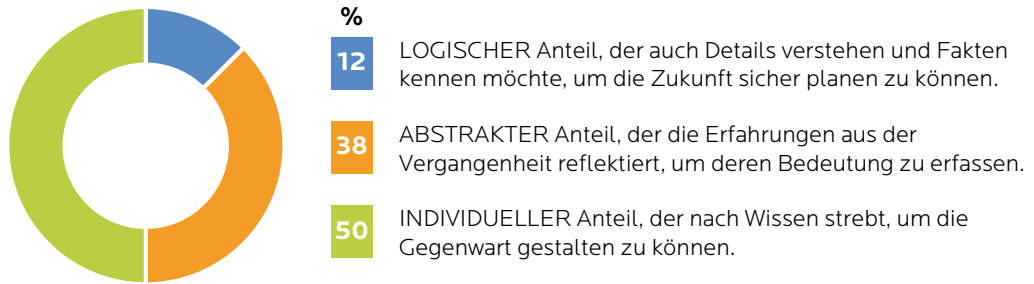 %
12
LOGISCHER Anteil, der auch Details verstehen und Fakten
kennen möchte, um die Zukunft sicher planen zu können.
38
ABSTRAKTER Anteil, der die Erfahrungen aus der
Vergangenheit reflektiert, um deren Bedeutung zu erfassen.
50
INDIVIDUELLER Anteil, der nach Wissen strebt, um die
Gegenwart gestalten zu können.